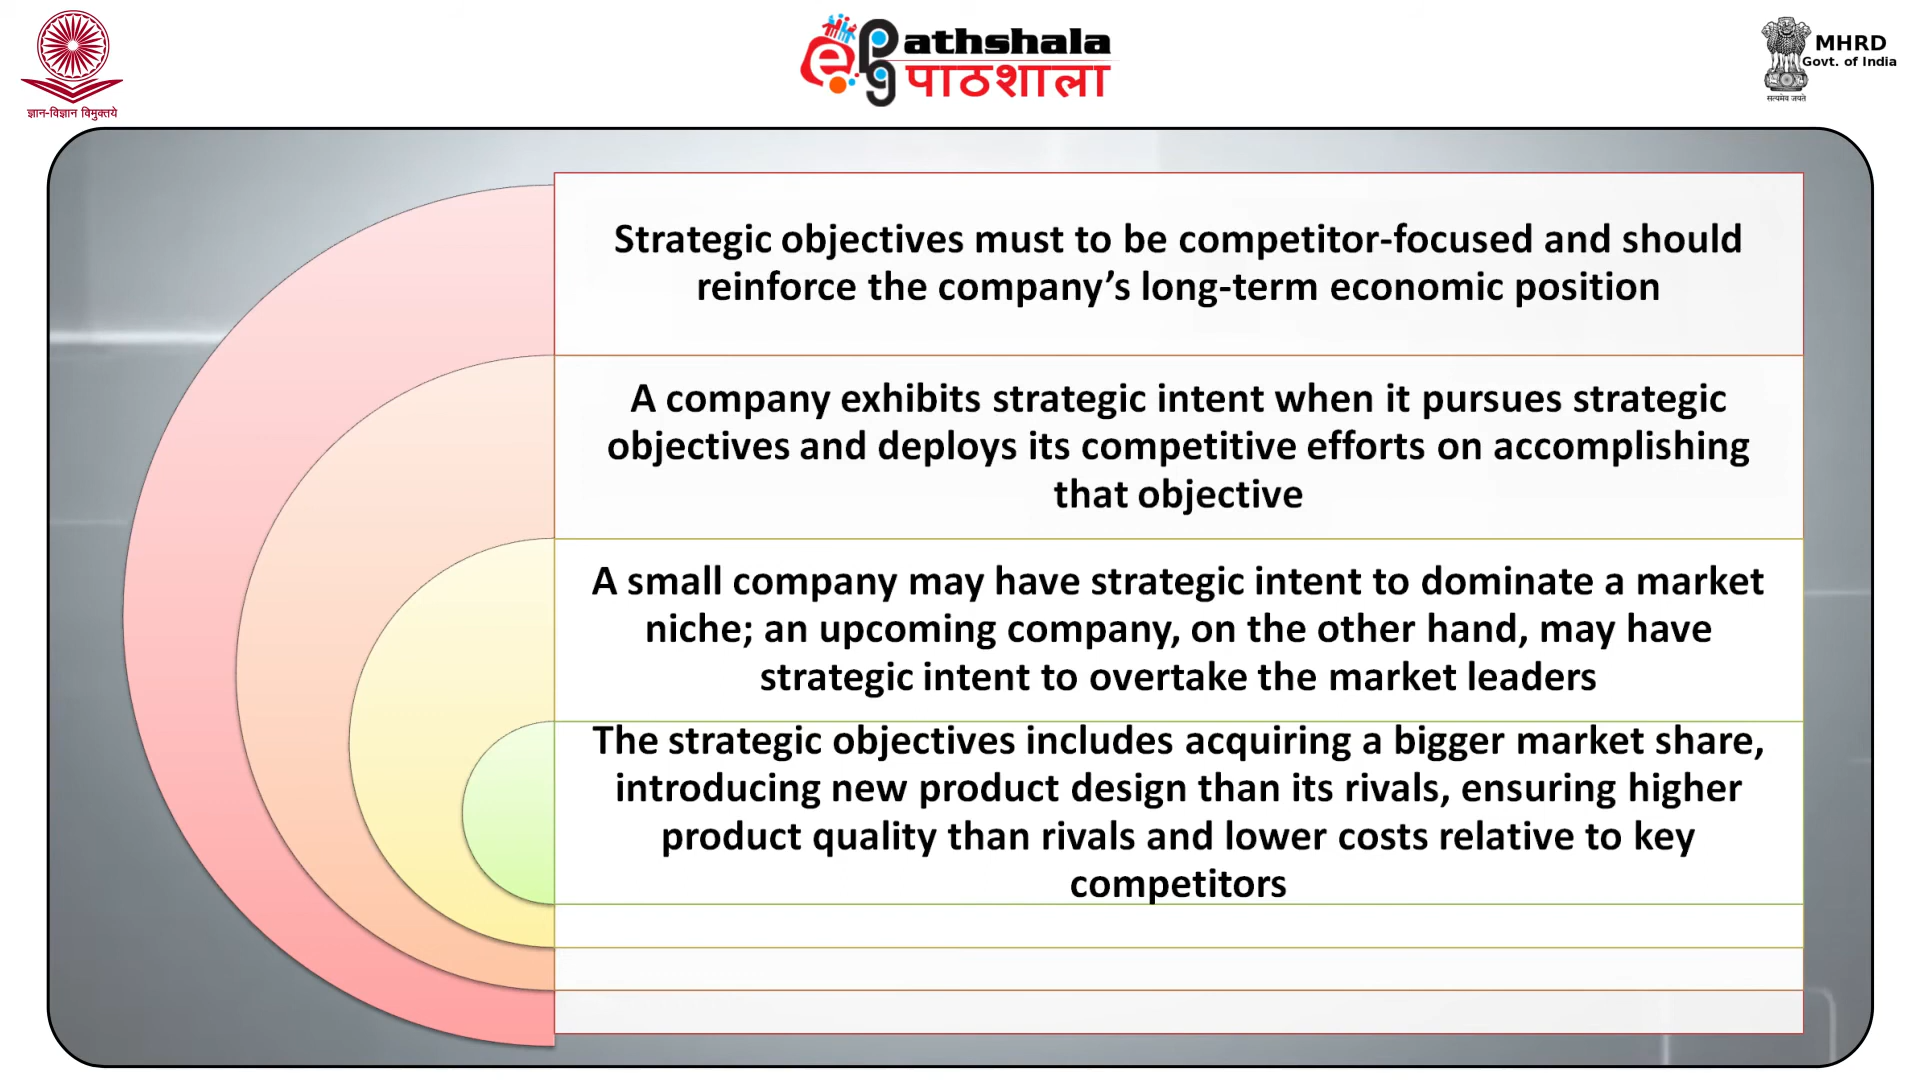 ज्ञान-विज्ञान विमुक्तये
e
PG
athshala
पाठशाला
MHRD
Govt. of India
सत्यमेव जयते
Strategic objectives must to be competitor-focused and should
reinforce the company’s long-term economic position
A company exhibits strategic intent when it pursues strategic
objectives and deploys its competitive efforts on accomplishing
that objective
A small company may have strategic intent to dominate a market
niche; an upcoming company, on the other hand, may have
strategic intent to overtake the market leaders
The strategic objectives includes acquiring a bigger market share,
introducing new product design than its rivals, ensuring higher
product quality than rivals and lower costs relative to key
competitors